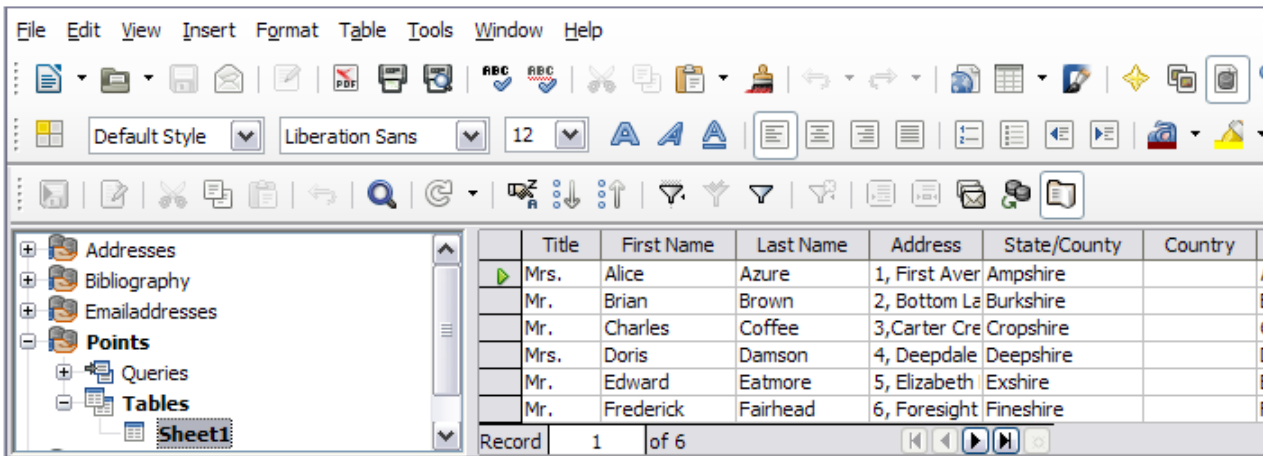 File Edit View Insert Format Table Tools Window Help
PDF ABC ABC
Default Style Liberation Sans 12 A A A
Z A
Addresses
Bibliography
Emailaddresses
Points
Queries
Tables
Sheet1
Title First Name Last Name Address State/County Country
Mrs. Alice Azure 1, First Aver Ampshire
Mr. Brian Brown 2, Bottom La Burkshire
Mr. Charles Coffee 3,Carter Cre Cropshire
Mrs. Doris Damson 4, Deepdale Deepshire
Mr. Edward Eatmore 5, Elizabeth Exshire
Mr. Frederick Fairhead 6, Foresight Fineshire
Record 1 of 6